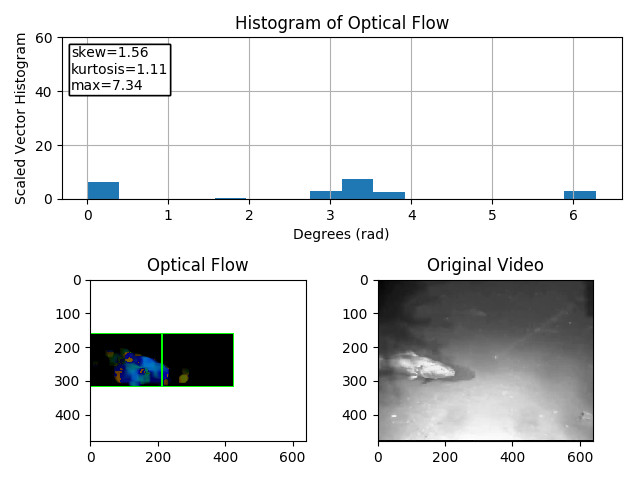 Histogram of Optical Flow
Scaled Vector Histogram
60
40
20
0
skew=1.56
kurtosis=1.11
max=7.34
0 1 2 3 4 5 6
Degrees (rad)
Optical Flow
0
100
200
300
400
0 200 400 600
Original Video
0
100
200
300
400
0 200 400 600